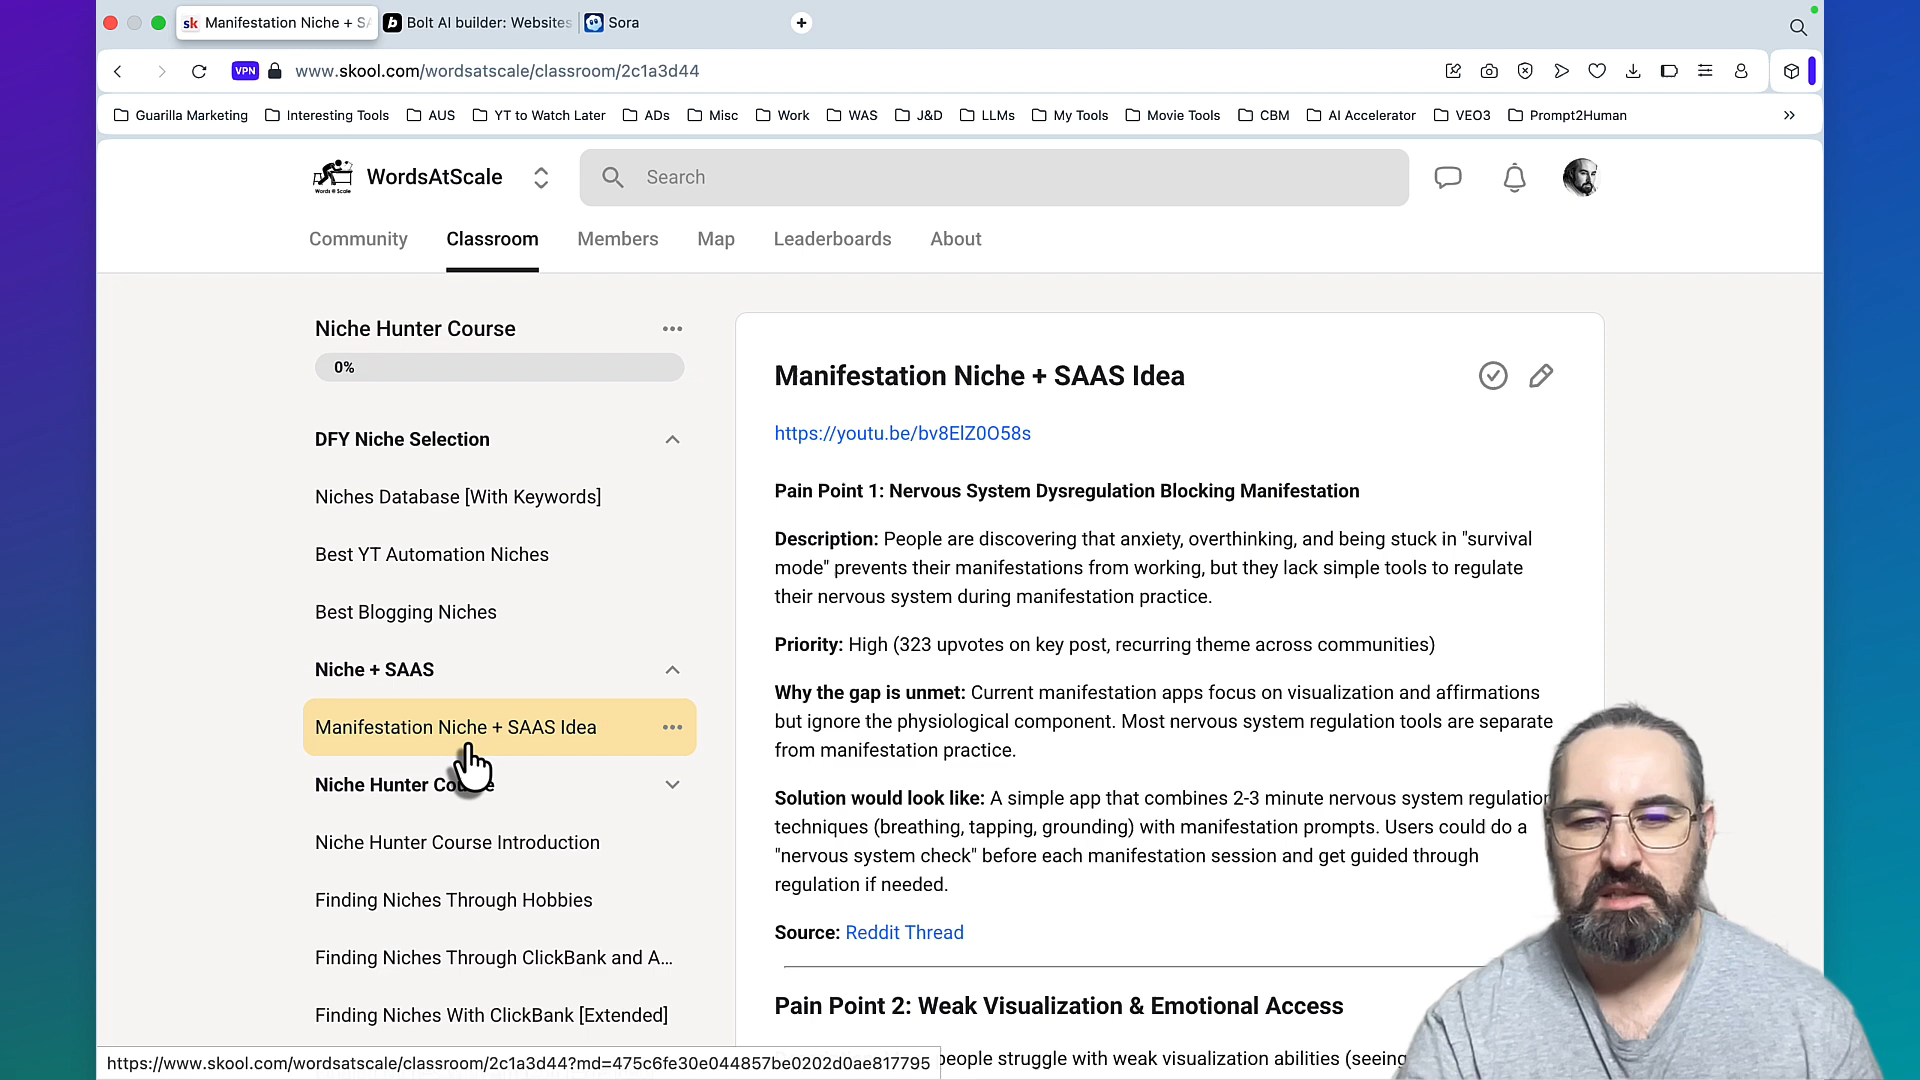 sk Manifestation Niche + SA
b Bolt AI builder: Websites
Sora
VPN
www.skool.com/wordsatscale/classroom/2c1a3d44
Guarilla Marketing
Interesting Tools
AUS
YT to Watch Later
ADs
Misc
Work
WAS
J&D
LLMs
My Tools
Movie Tools
CBM
AI Accelerator
VEO3
Prompt2Human
Words @ Scale
WordsAtScale
Search
Community
Classroom
Members
Map
Leaderboards
About
Niche Hunter Course
0%
DFY Niche Selection
Niches Database [With Keywords]
Best YT Automation Niches
Best Blogging Niches
Niche + SAAS
Manifestation Niche + SAAS Idea
Niche Hunter Co e
Niche Hunter Course Introduction
Finding Niches Through Hobbies
Finding Niches Through ClickBank and A...
Finding Niches With ClickBank [Extended]
https://www.skool.com/wordsatscale/classroom/2c1a3d44?md=475c6fe30e044857be0202d0ae817795
Manifestation Niche + SAAS Idea
https://youtu.be/bv8ElZ0O58s
Pain Point 1: Nervous System Dysregulation Blocking Manifestation
Description: People are discovering that anxiety, overthinking, and being stuck in "survival
mode" prevents their manifestations from working, but they lack simple tools to regulate
their nervous system during manifestation practice.
Priority: High (323 upvotes on key post, recurring theme across communities)
Why the gap is unmet: Current manifestation apps focus on visualization and affirmations
but ignore the physiological component. Most nervous system regulation tools are separate
from manifestation practice.
Solution would look like: A simple app that combines 2-3 minute nervous system regulation
techniques (breathing, tapping, grounding) with manifestation prompts. Users could do a
"nervous system check" before each manifestation session and get guided through
regulation if needed.
Source: Reddit Thread
Pain Point 2: Weak Visualization & Emotional Access
people struggle with weak visualization abilities (seeing